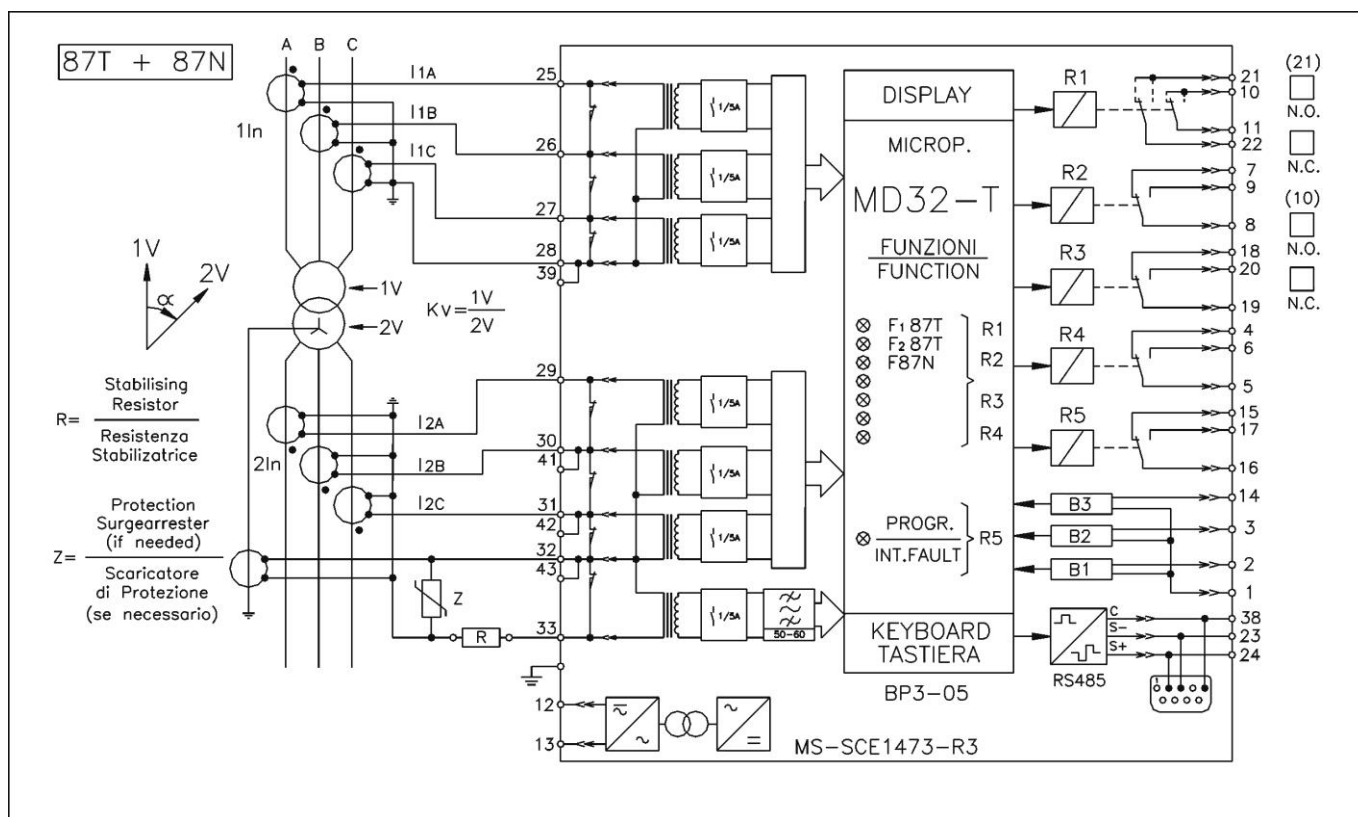 87T + 87N
A B C
1In
I1A
I1B
I1C
25
26
27
28
39
1V
2V
α
1V
2V
Kv= 1V
2V
Stabilising
Resistor
R=
Resistenza
Stabilizatrice
Protection
Surgearrester
(if needed)
Z=
Scaricatore
di Protezione
(se necessario)
2In
I2A
I2B
I2C
29
30
41
31
42
32
43
33
Z
R
12
13
1/5A
1/5A
1/5A
1/5A
1/5A
1/5A
1/5A
50-60
DISPLAY
MICROP.
MD32-T
FUNZIONI
FUNCTION
F1 87T
F2 87T
F87N
R1
R2
R3
R4
PROGR.
INT.FAULT
R5
KEYBOARD
TASTIERA
BP3-05
MS-SCE1473-R3
R1
R2
R3
R4
R5
B3
B2
B1
RS485
C
S-
S+
1
21
10
11
22
7
9
8
18
20
19
4
6
5
15
17
16
14
3
2
1
38
23
24
(21)
N.O.
N.C.
(10)
N.O.
N.C.